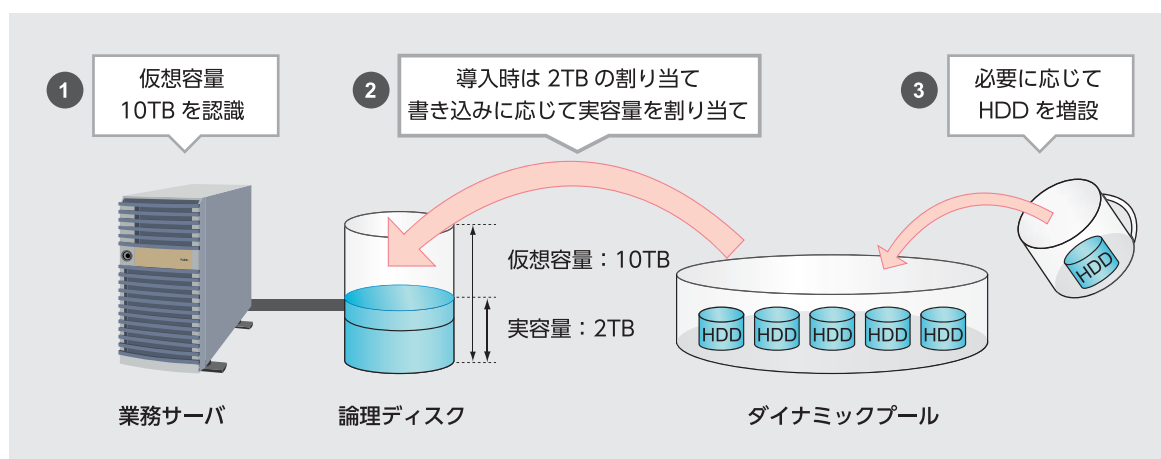 1
仮想容量
10TB を認識
2
導入時は 2TB の割り当て
書き込みに応じて実容量を割り当て
3
必要に応じて
HDD を増設
仮想容量：10TB
実容量：2TB
HDD
HDD HDD HDD HDD HDD
業務サーバ
論理ディスク
ダイナミックプール